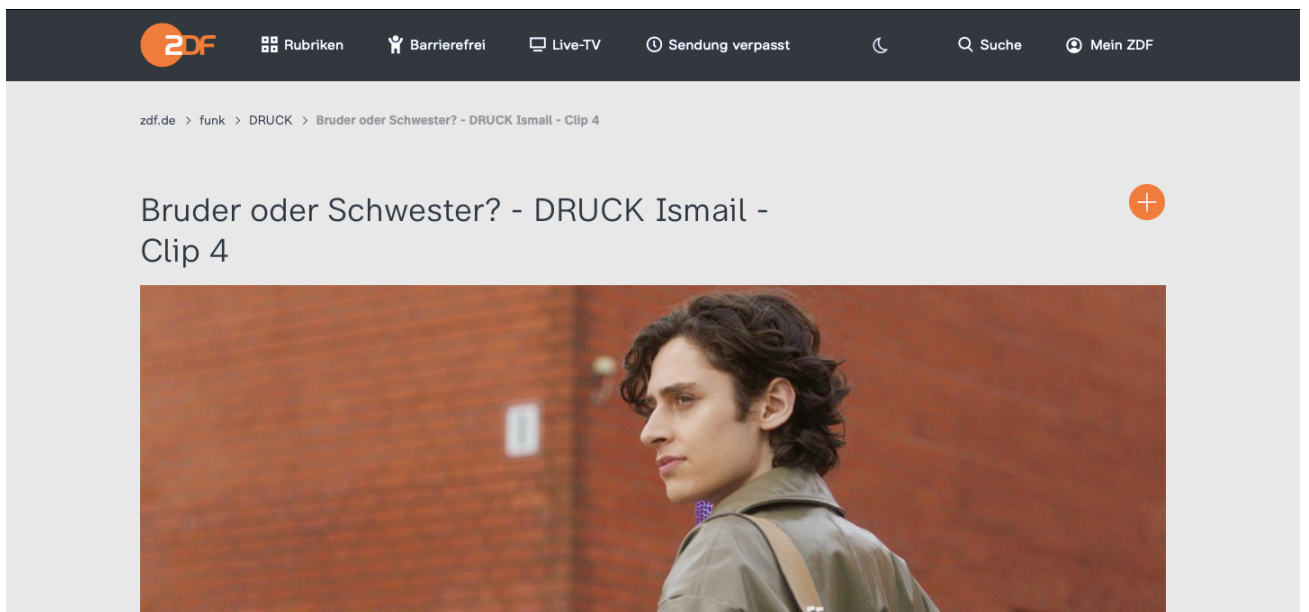 ZDF Rubriken Barrierefrei Live-TV Sendung verpasst Suche Mein ZDF
zdf.de > funk > DRUCK > Bruder oder Schwester? - DRUCK Ismail - Clip 4
Bruder oder Schwester? - DRUCK Ismail -
Clip 4